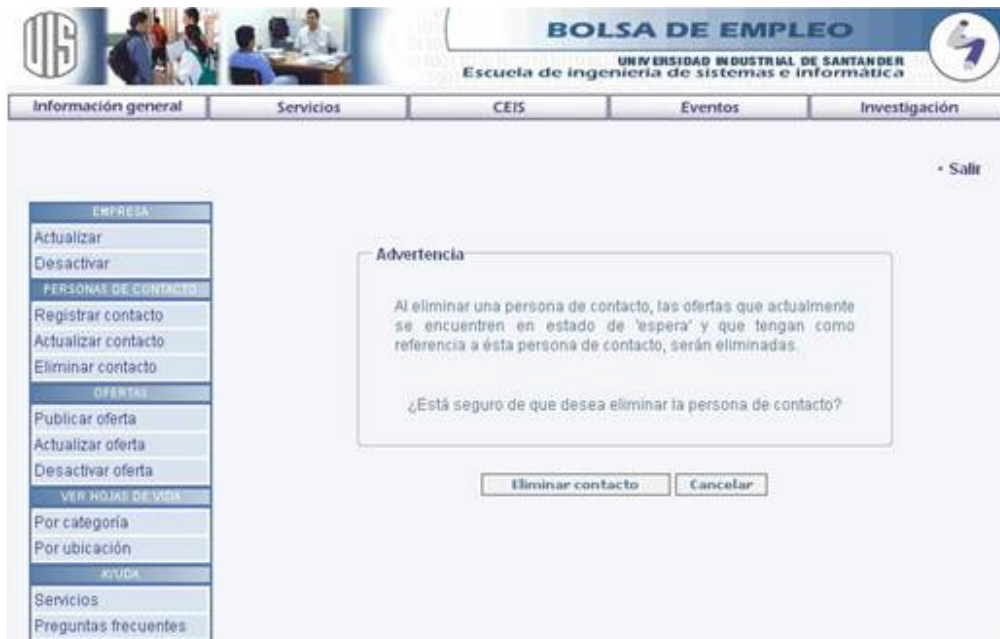 UIS
BOLSA DE EMPLEO
UNIVERSIDAD INDUSTRIAL DE SANTANDER
Escuela de ingeniería de sistemas e informática
Información general
Servicios
CEIS
Eventos
Investigación
• Salir
EMPRESA
Actualizar
Desactivar
PERSONAS DE CONTACTO
Registrar contacto
Actualizar contacto
Eliminar contacto
OFERTAS
Publicar oferta
Actualizar oferta
Desactivar oferta
VER HOJAS DE VIDA
Por categoría
Por ubicación
AYUDA
Servicios
Preguntas frecuentes
Advertencia
Al eliminar una persona de contacto, las ofertas que actualmente
se encuentren en estado de 'espera' y que tengan como
referencia a ésta persona de contacto, serán eliminadas.
¿Está seguro de que desea eliminar la persona de contacto?
Eliminar contacto
Cancelar